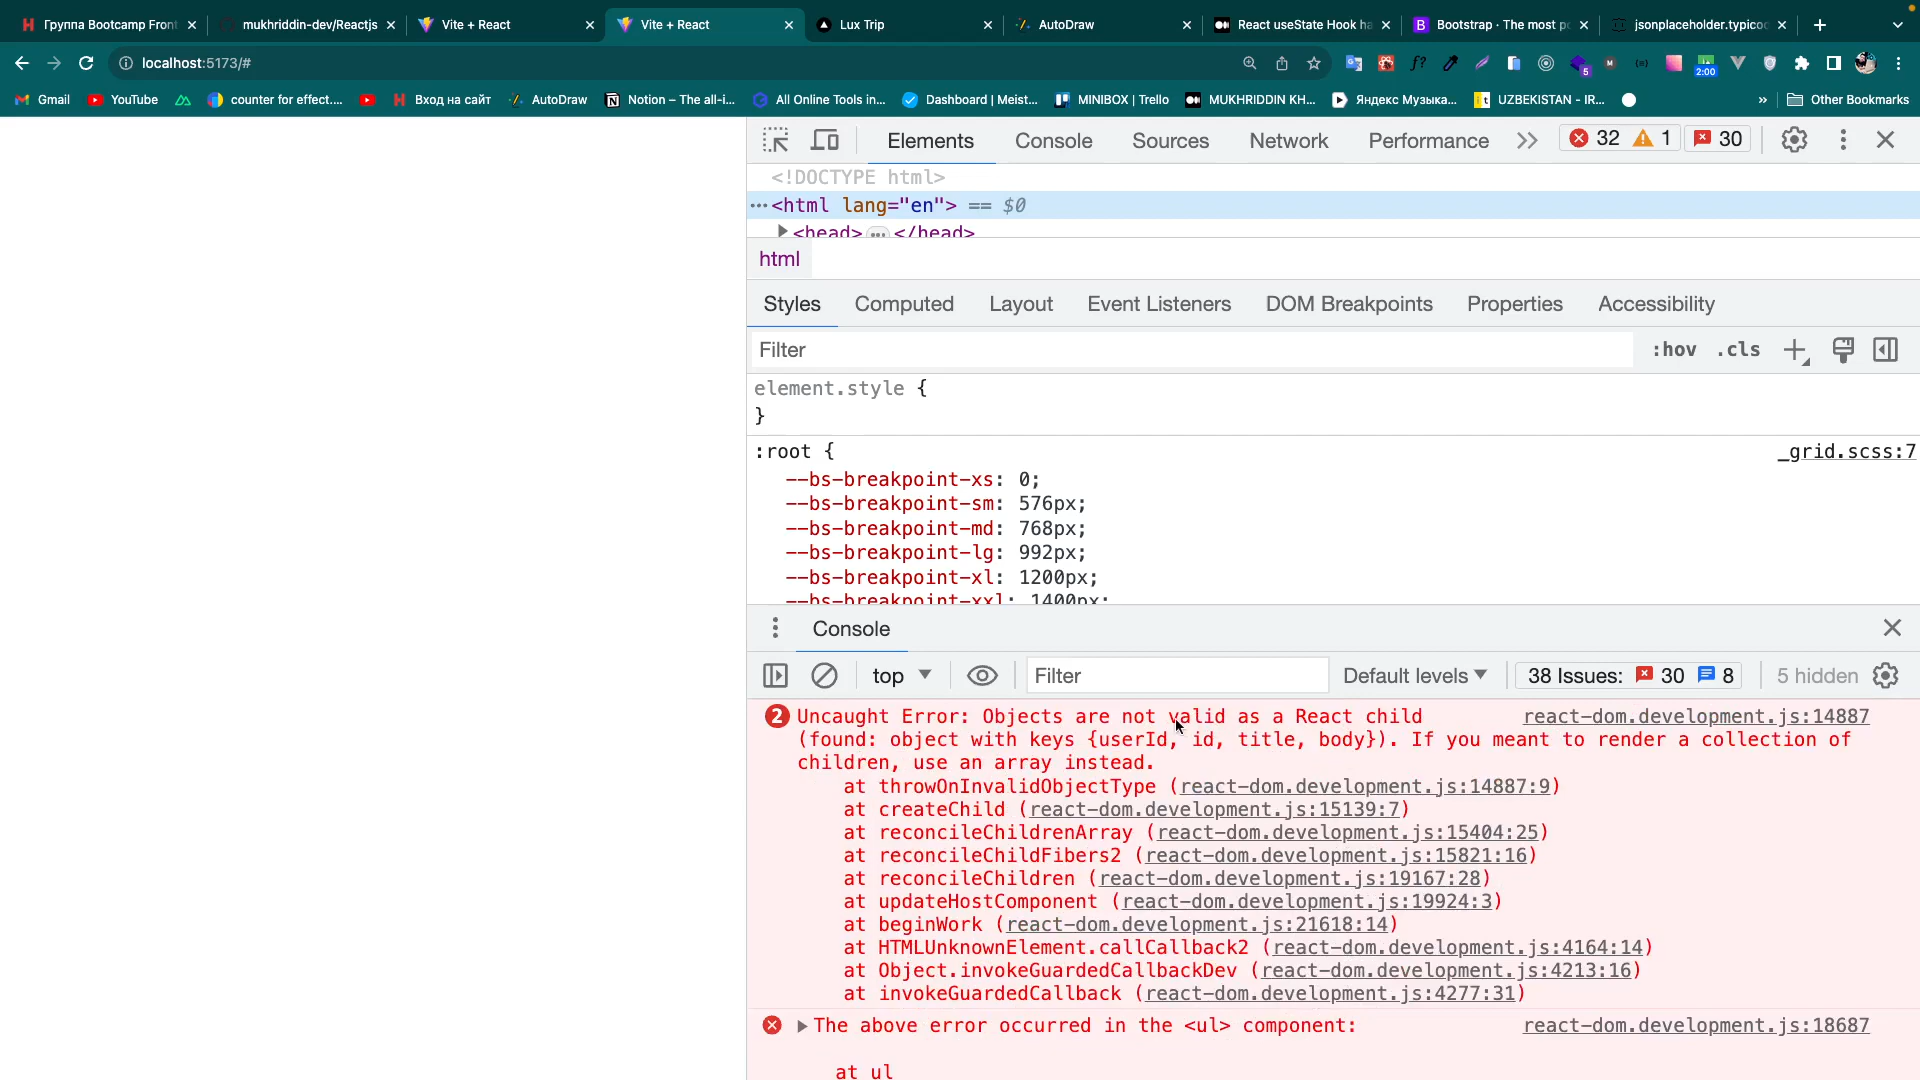 Группа Bootcamp Front
mukhriddin-dev/Reactjs
Vite + React
Vite + React
Lux Trip
AutoDraw
React useState Hook ha
Bootstrap · The most po
jsonplaceholder.typicod
localhost:5173/#
5
2:00
Gmail
YouTube
counter for effect....
Вход на сайт
AutoDraw
Notion – The all-i...
All Online Tools in...
Dashboard | Meist...
MINIBOX | Trello
MUKHRIDDIN KH...
Яндекс Музыка...
UZBEKISTAN - IR...
»
Other Bookmarks
Elements
Console
Sources
Network
Performance
32
1
30
<!DOCTYPE html>
<html lang="en"> == $0
<head> ••• </head>
html
Styles
Computed
Layout
Event Listeners
DOM Breakpoints
Properties
Accessibility
Filter
:hov .cls
element.style {
}
:root {
_grid.scss:7
--bs-breakpoint-xs: 0;
--bs-breakpoint-sm: 576px;
--bs-breakpoint-md: 768px;
--bs-breakpoint-lg: 992px;
--bs-breakpoint-xl: 1200px;
--bs-breakpoint-xxl: 1400px;
Console
top
Filter
Default levels
38 Issues: 30 8
5 hidden
2 Uncaught Error: Objects are not valid as a React child react-dom.development.js:14887
(found: object with keys {userId, id, title, body}). If you meant to render a collection of
children, use an array instead.
at throwOnInvalidObjectType (react-dom.development.js:14887:9)
at createChild (react-dom.development.js:15139:7)
at reconcileChildrenArray (react-dom.development.js:15404:25)
at reconcileChildFibers2 (react-dom.development.js:15821:16)
at reconcileChildren (react-dom.development.js:19167:28)
at updateHostComponent (react-dom.development.js:19924:3)
at beginWork (react-dom.development.js:21618:14)
at HTMLUnknownElement.callCallback2 (react-dom.development.js:4164:14)
at Object.invokeGuardedCallbackDev (react-dom.development.js:4213:16)
at invokeGuardedCallback (react-dom.development.js:4277:31)
The above error occurred in the <ul> component: react-dom.development.js:18687
at ul